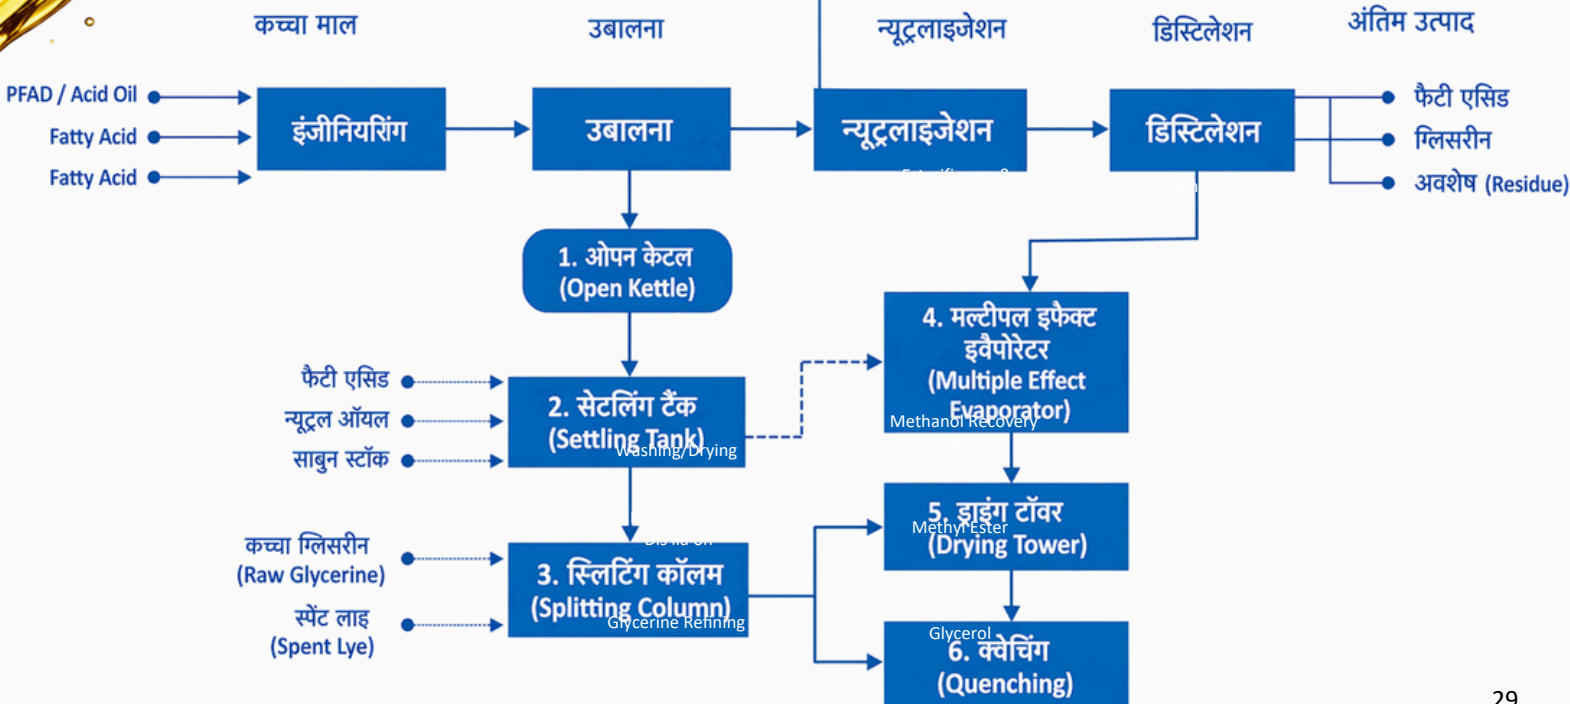 कच्चा माल
उबालना
न्यूट्रलाइजेशन
डिस्टिलेशन
अंतिम उत्पाद
PFAD / Acid Oil
Fatty Acid
Fatty Acid
इंजीनियरिंग
उबालना
न्यूट्रलाइजेशन
डिस्टिलेशन
फैटी एसिड
ग्लिसरीन
अवशेष (Residue)
1. ओपन केटल
(Open Kettle)
फैटी एसिड
न्यूट्रल ऑयल
साबुन स्टॉक
2. सेटलिंग टैंक
(Settling Tank)
Washing/Drying
4. मल्टीपल इफैक्ट
इवैपोरेटर
(Multiple Effect
Evaporator)
Methanol Recovery
कच्चा ग्लिसरीन
(Raw Glycerine)
स्पेंट लाइ
(Spent Lye)
3. स्लिटिंग कॉलम
(Splitting Column)
Glycerine Refining
5. ड्राइंग टॉवर
Methyl Ester
(Drying Tower)
Glycerol
6. क्वेचिंग
(Quenching)
29